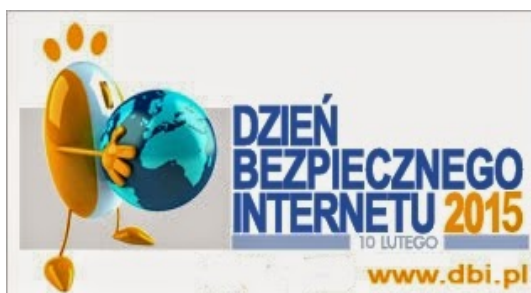 DZIEŃ
BEZPIECZNEGO
INTERNETU 2015
10 LUTEGO
www.dbi.pl